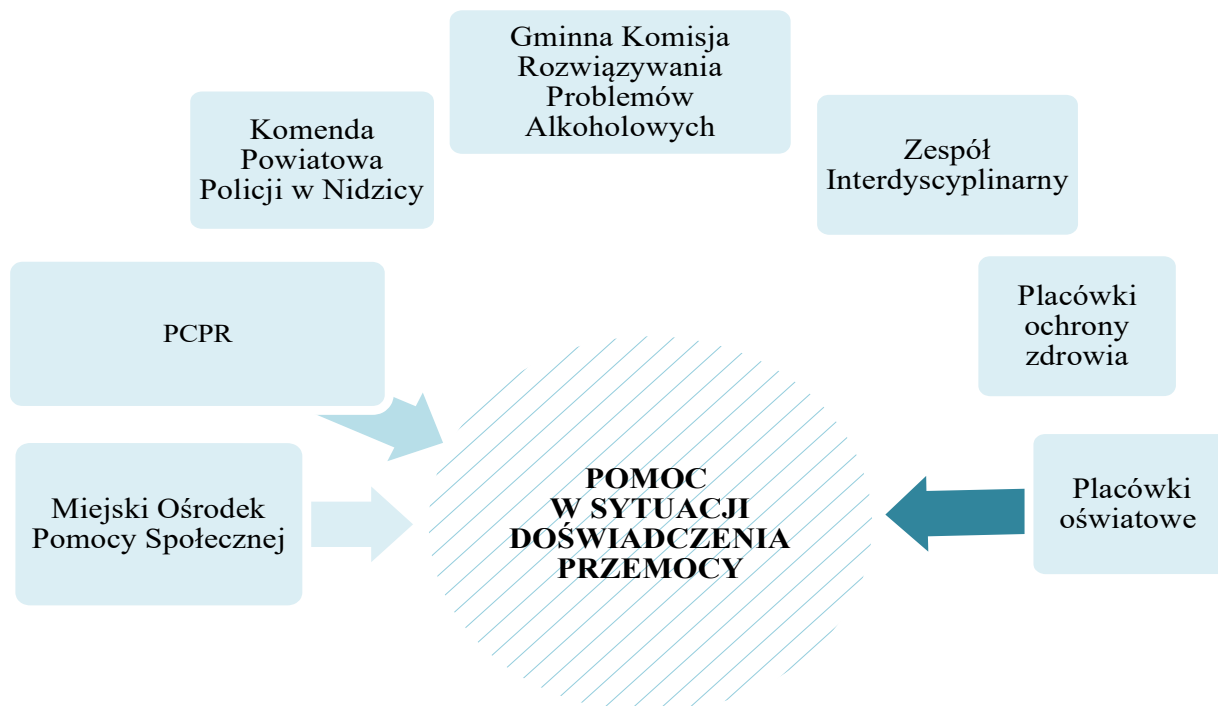 Gminna Komisja
Rozwiązywania
Problemów
Alkoholowych
Komenda
Powiatowa
Policji w Nidzicy
Zespół
Interdyscyplinarny
PCPR
Placówki
ochrony
zdrowia
Miejski Ośrodek
Pomocy Społecznej
POMOC
W SYTUACJI
DOŚWIADCZENIA
PRZEMOCY
Placówki
oświatowe